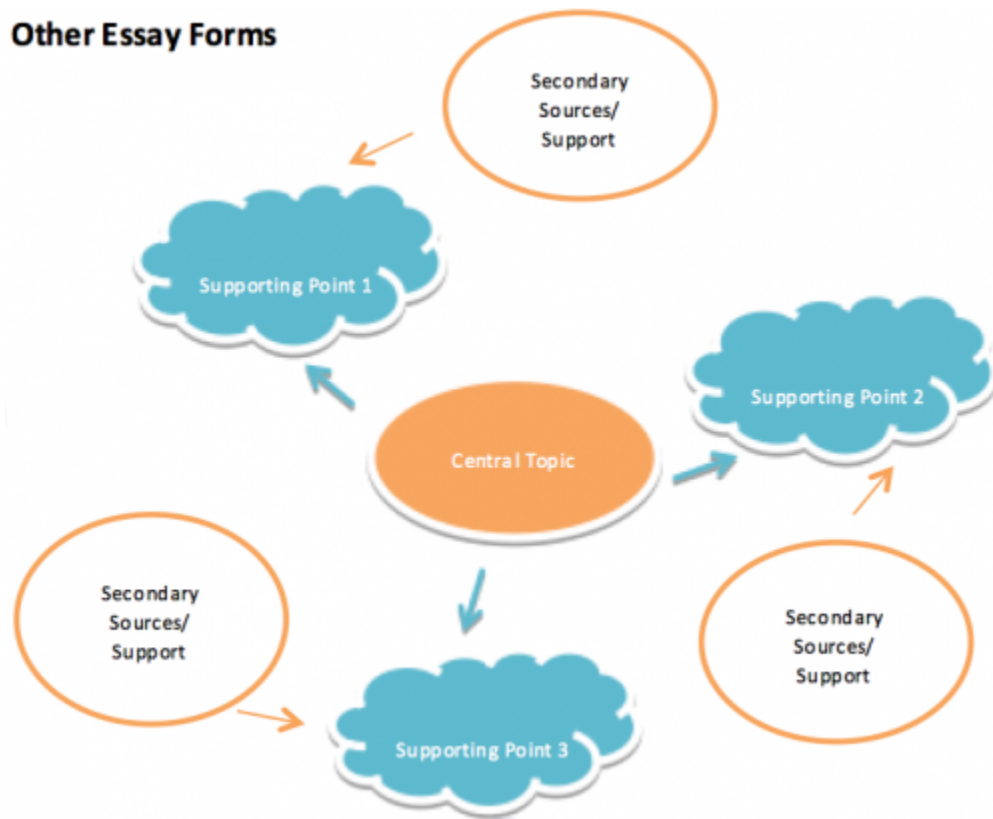 Other Essay Forms
Secondary
Sources/
Support
Supporting Point 1
Supporting Point 2
Central Topic
Secondary
Sources/
Support
Secondary
Sources/
Support
Supporting Point 3